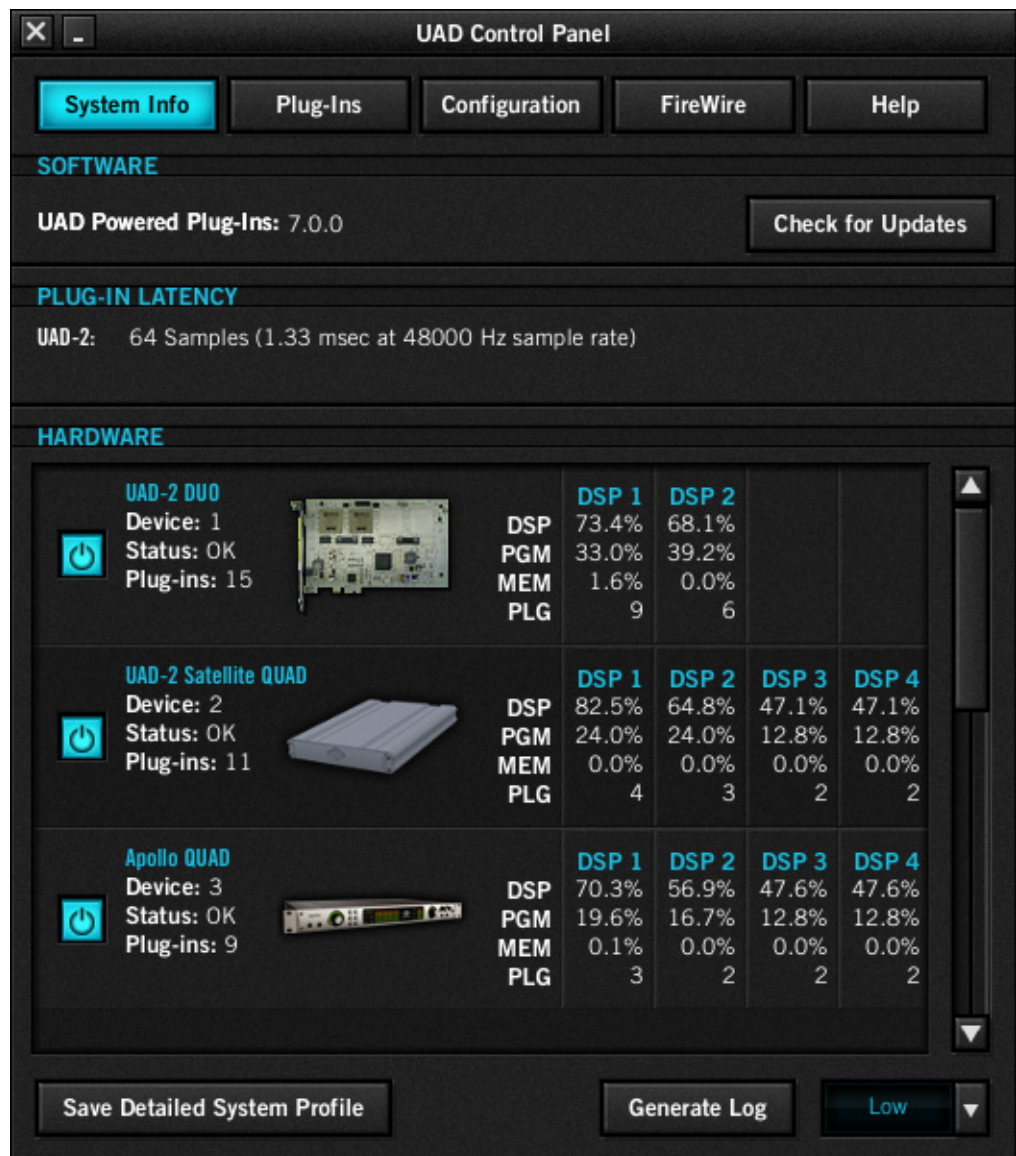 UAD Control Panel
System Info Plug-Ins Configuration FireWire Help
SOFTWARE
UAD Powered Plug-Ins: 7.0.0 Check for Updates
PLUG-IN LATENCY
UAD-2: 64 Samples (1.33 msec at 48000 Hz sample rate)
HARDWARE
UAD-2 DUO DSP 1 DSP 2
Device: 1 DSP 73.4% 68.1%
Status: OK PGM 33.0% 39.2%
Plug-ins: 15 MEM 1.6% 0.0%
PLG 9 6
UAD-2 Satellite QUAD DSP 1 DSP 2 DSP 3 DSP 4
Device: 2 DSP 82.5% 64.8% 47.1% 47.1%
Status: OK PGM 24.0% 24.0% 12.8% 12.8%
Plug-ins: 11 MEM 0.0% 0.0% 0.0% 0.0%
PLG 4 3 2 2
Apollo QUAD DSP 1 DSP 2 DSP 3 DSP 4
Device: 3 DSP 70.3% 56.9% 47.6% 47.6%
Status: OK PGM 19.6% 16.7% 12.8% 12.8%
Plug-ins: 9 MEM 0.1% 0.0% 0.0% 0.0%
PLG 3 2 2 2
Save Detailed System Profile Generate Log Low